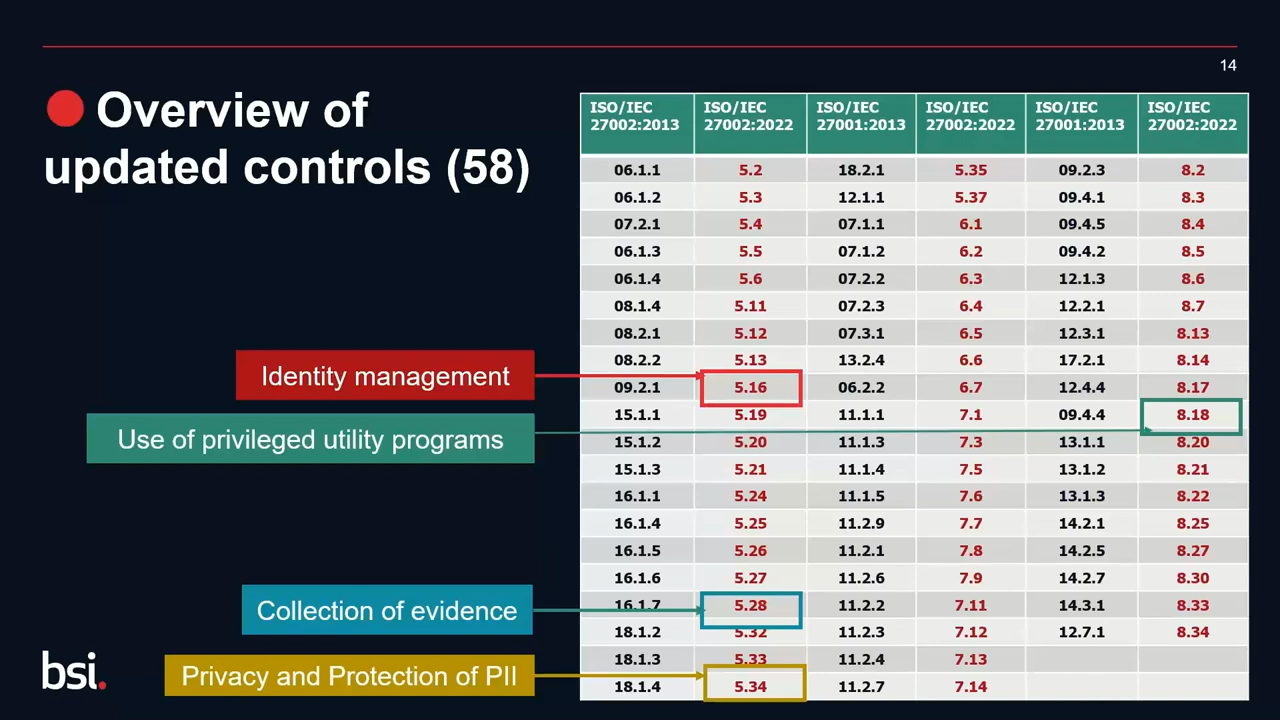 14
Overview of
updated controls (58)
ISO/IEC 27002:2013 ISO/IEC 27002:2022 ISO/IEC 27001:2013 ISO/IEC 27002:2022 ISO/IEC 27001:2013 ISO/IEC 27002:2022
06.1.1 5.2 18.2.1 5.35 09.2.3 8.2
06.1.2 5.3 12.1.1 5.37 09.4.1 8.3
07.2.1 5.4 07.1.1 6.1 09.4.5 8.4
06.1.3 5.5 07.1.2 6.2 09.4.2 8.5
06.1.4 5.6 07.2.2 6.3 12.1.3 8.6
08.1.4 5.11 07.2.3 6.4 12.2.1 8.7
08.2.1 5.12 07.3.1 6.5 12.3.1 8.13
08.2.2 5.13 13.2.4 6.6 17.2.1 8.14
09.2.1 5.16 06.2.2 6.7 12.4.4 8.17
15.1.1 5.19 11.1.1 7.1 09.4.4 8.18
15.1.2 5.20 11.1.3 7.3 13.1.1 8.20
15.1.3 5.21 11.1.4 7.5 13.1.2 8.21
16.1.1 5.24 11.1.5 7.6 13.1.3 8.22
16.1.4 5.25 11.2.9 7.7 14.2.1 8.25
16.1.5 5.26 11.2.1 7.8 14.2.5 8.27
16.1.6 5.27 11.2.6 7.9 14.2.7 8.30
16.1.7 5.28 11.2.2 7.11 14.3.1 8.33
18.1.2 5.32 11.2.3 7.12 12.7.1 8.34
18.1.3 5.33 11.2.4 7.13
18.1.4 5.34 11.2.7 7.14
Identity management
Use of privileged utility programs
Collection of evidence
Privacy and Protection of PII
bsi.